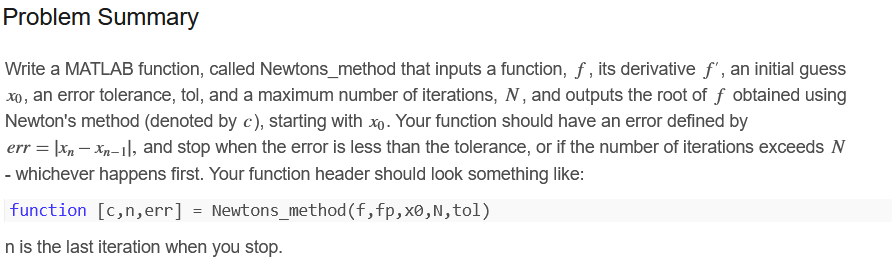 Problem Summary
Write a MATLAB function, called Newtons_method that inputs a function, f, its derivative f′, an initial guess
x₀, an error tolerance, tol, and a maximum number of iterations, N, and outputs the root of f obtained using
Newton's method (denoted by c), starting with x₀. Your function should have an error defined by
err = |xₙ − xₙ₋₁|, and stop when the error is less than the tolerance, or if the number of iterations exceeds N
- whichever happens first. Your function header should look something like:
function [c,n,err] = Newtons_method(f,fp,x0,N,tol)
n is the last iteration when you stop.